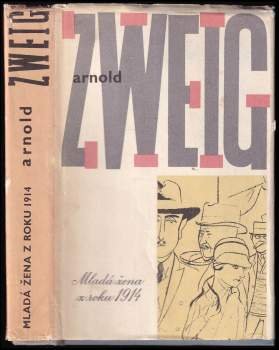 ZWEIG
arnold
MLADÁ ŽENA Z ROKU 1914
arnold
ZWEIG
Mladá žena
z roku 1914